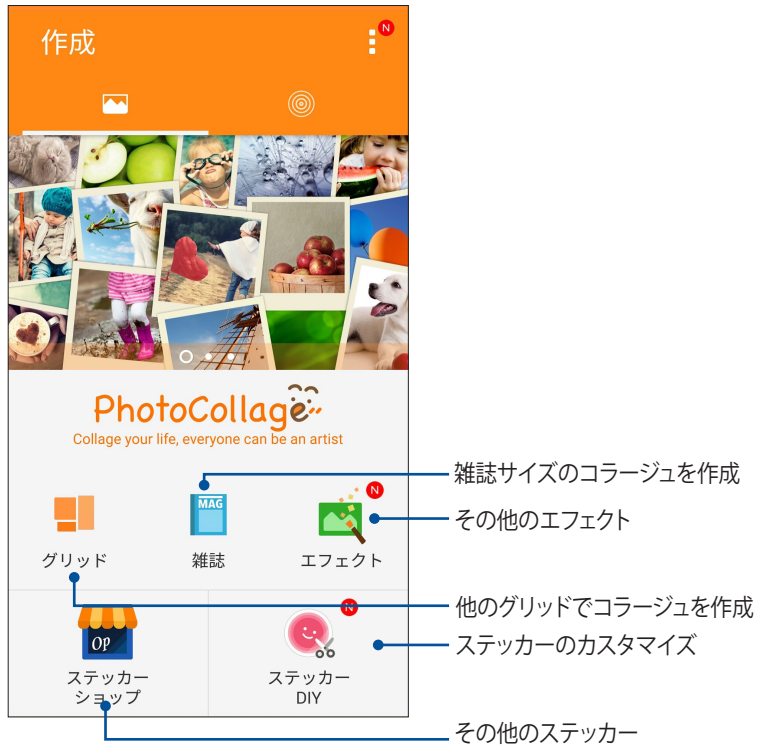 作成
N
PhotoCollage
Collage your life, everyone can be an artist
雑誌サイズのコラージュを作成
MAG
N
その他のエフェクト
グリッド
雑誌
エフェクト
他のグリッドでコラージュを作成
N
Op
ステッカーのカスタマイズ
ステッカー
ショップ
ステッカー
DIY
その他のステッカー